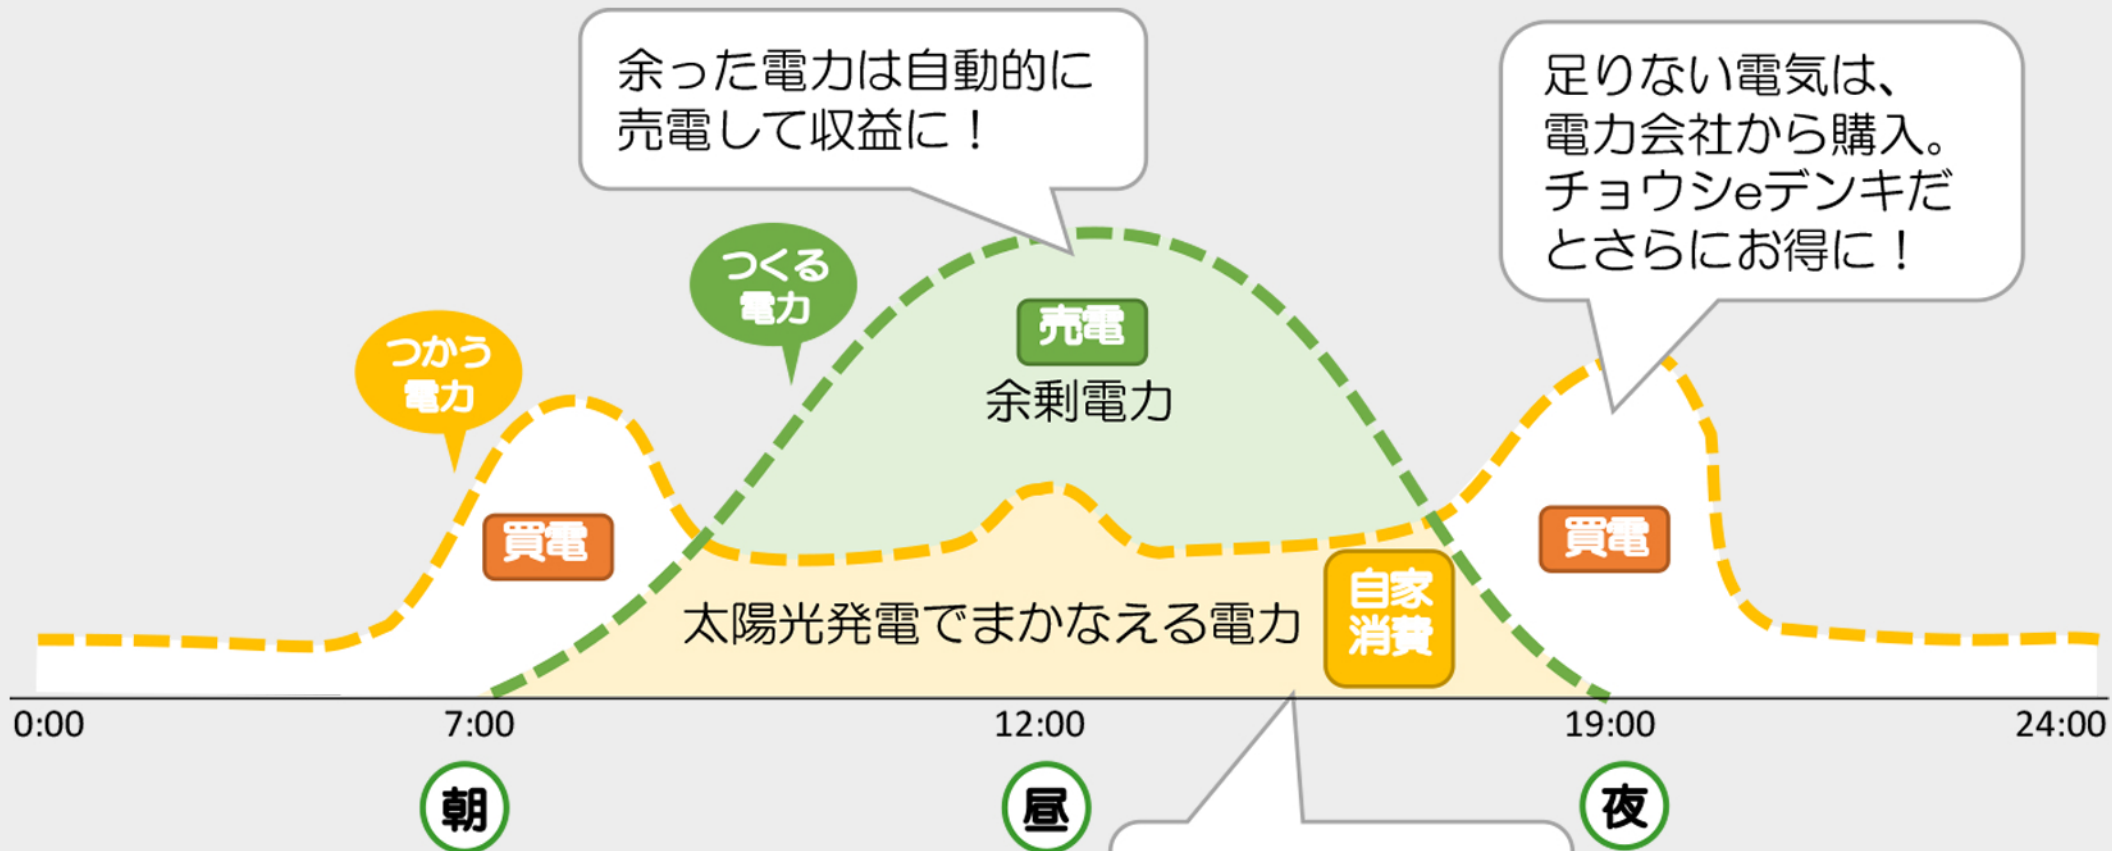 余った電力は自動的に
売電して収益に！
足りない電気は、
電力会社から購入。
チョウシeデンキだ
とさらにお得に！
つくる
電力
つかう
電力
売電
余剰電力
買電
買電
太陽光発電でまかなえる電力
自家
消費
0:00
7:00
12:00
19:00
24:00
朝
昼
夜